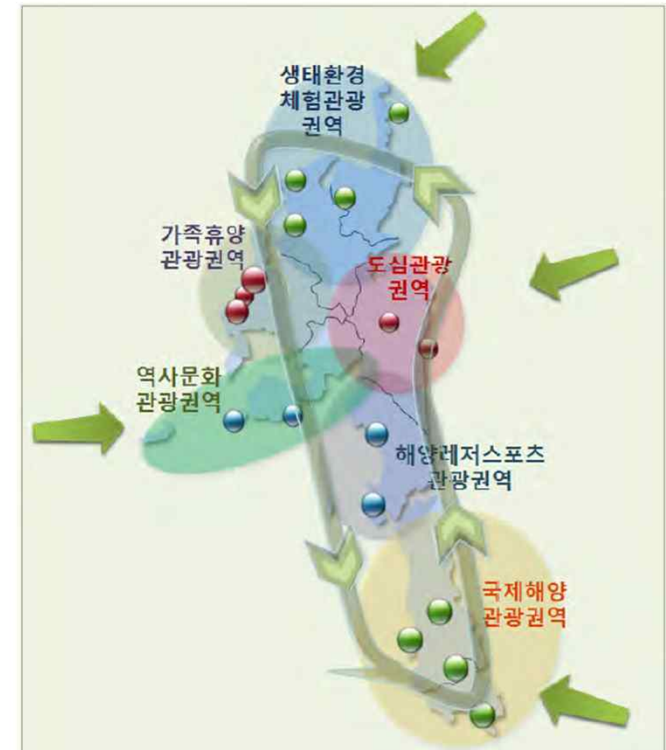 생태환경
체험관광
권역
가족휴양
관광권역
도심관광
권역
역사문화
관광권역
해양레저스포츠
관광권역
국제해양
관광권역